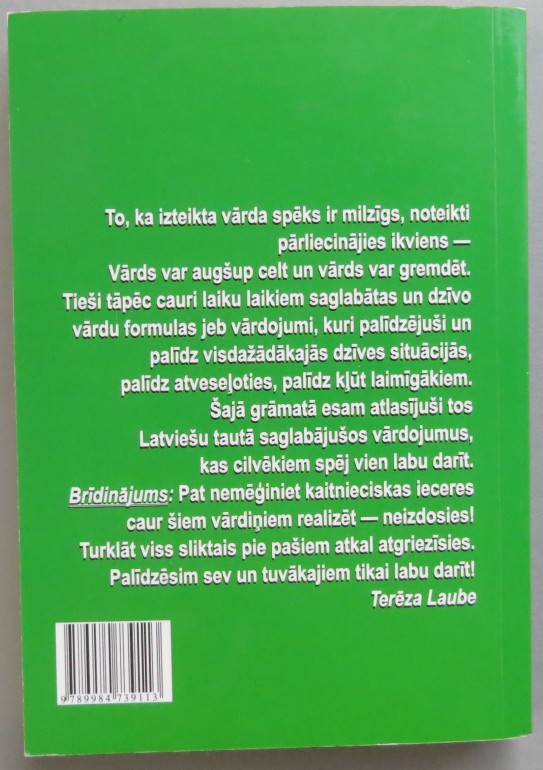 To, ka izteikta vārda spēks ir milzīgs, noteikti
pārliecinājies ikviens —
Vārds var augšup celt un vārds var gremdēt.
Tieši tāpēc cauri laiku laikiem saglabātas un dzīvo
vārdu formulas jeb vārdojumi, kuri palīdzējuši un
palīdz visdažādākajās dzīves situācijās,
palīdz atveseļoties, palīdz kļūt laimīgākiem.
Šajā grāmatā esam atlasījuši tos
Latviešu tautā saglabājušos vārdojumus,
kas cilvēkiem spēj vien labu darīt.
Brīdinājums: Pat nemēģiniet kaitnieciskas ieceres
caur šiem vārdiņiem realizēt — neizdosies!
Turklāt viss sliktais pie pašiem atkal atgriezīsies.
Palīdzēsim sev un tuvākajiem tikai labu darīt!
Terēza Laube
9789984739113